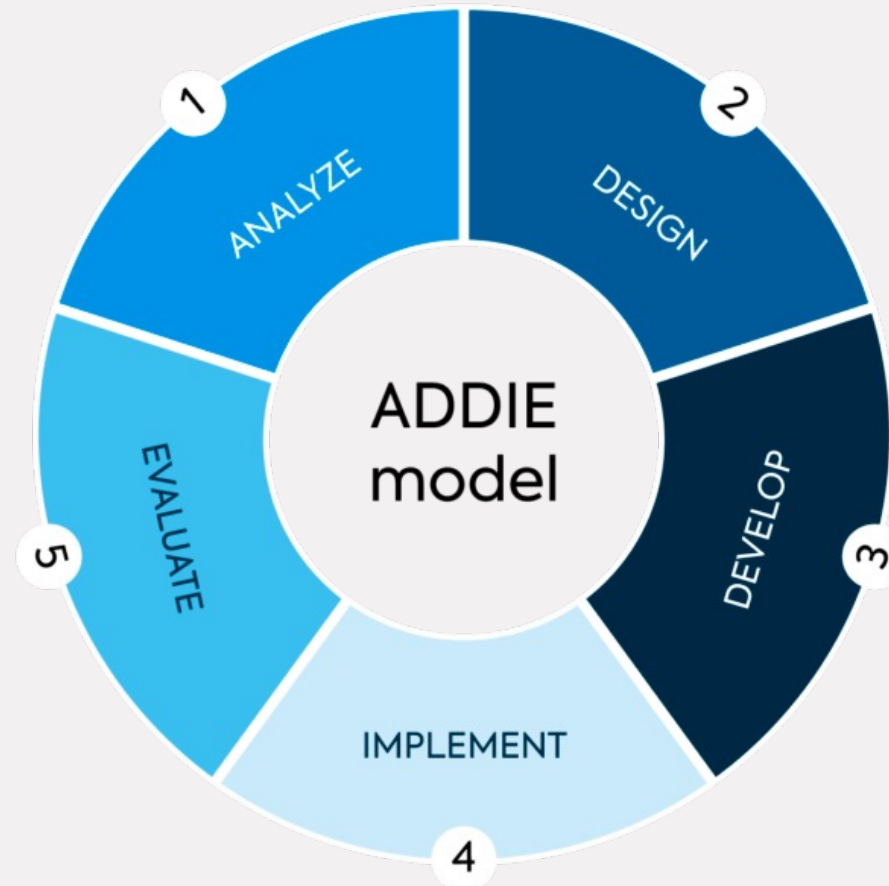 1
ANALYZE
2
DESIGN
3
DEVELOP
4
IMPLEMENT
5
EVALUATE
ADDIE
model